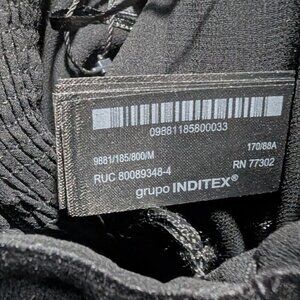 09881185800033
9881/185/800/M 170/88A
RUC 80089348-4 RN 77302
grupo INDITEX®